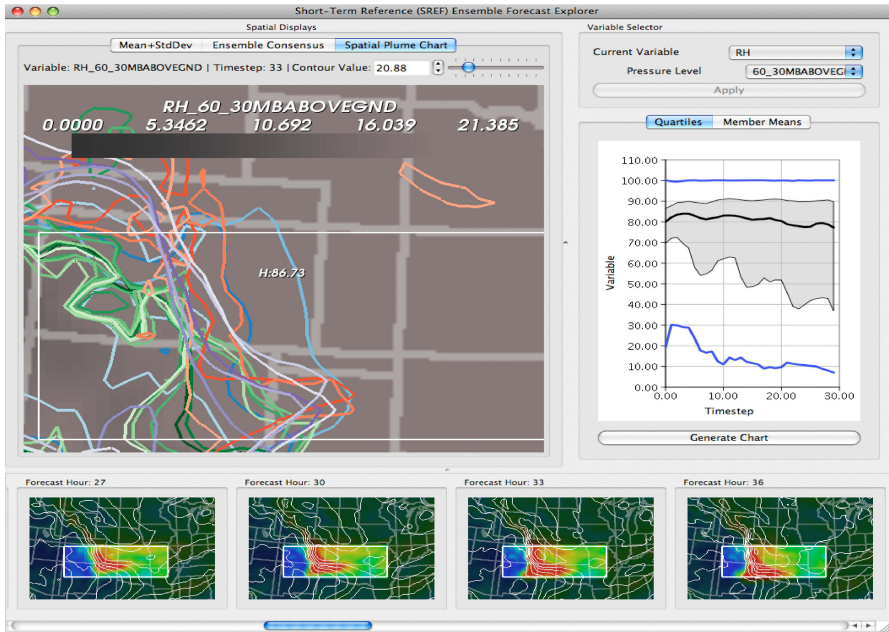 Short-Term Reference (SREF) Ensemble Forecast Explorer
Spatial Displays
Mean+StdDev Ensemble Consensus Spatial Plume Chart
Variable: RH_60_30MBABOVEGND | Timestep: 33 | Contour Value: 20.88
RH_60_30MBABOVEGND
0.0000 5.3462 10.692 16.039 21.385
H:86.73
Variable Selector
Current Variable RH
Pressure Level 60_30MBABOVEG
Apply
Quartiles Member Means
110.00
100.00
90.00
80.00
70.00
60.00
50.00
40.00
30.00
20.00
10.00
0.00
Variable
0.00 10.00 20.00 30.00
Timestep
Generate Chart
Forecast Hour: 27 Forecast Hour: 30 Forecast Hour: 33 Forecast Hour: 36